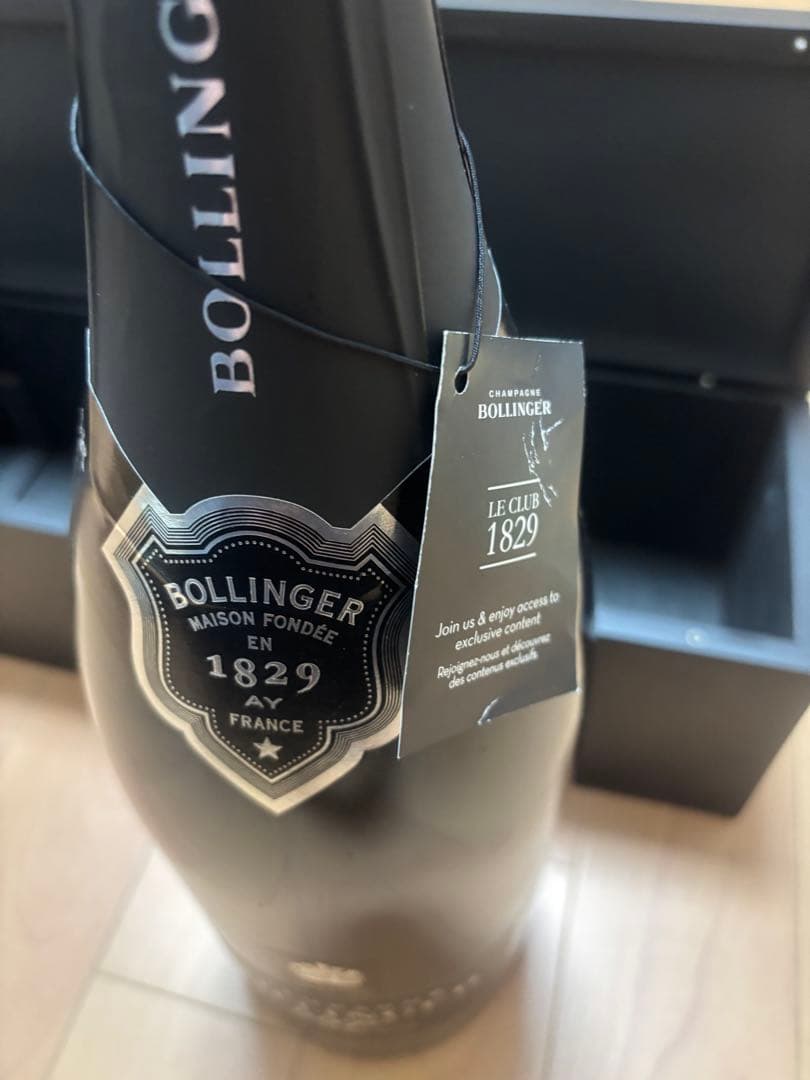 BOLLING
BOLLINGER
MAISON FONDÉE
EN
1829
AY
FRANCE
CHAMPAGNE
BOLLINGER
LE CLUB
1829
Join us & enjoy access to
exclusive content
Rejoignez-nous et découvrez
des contenus exclusifs